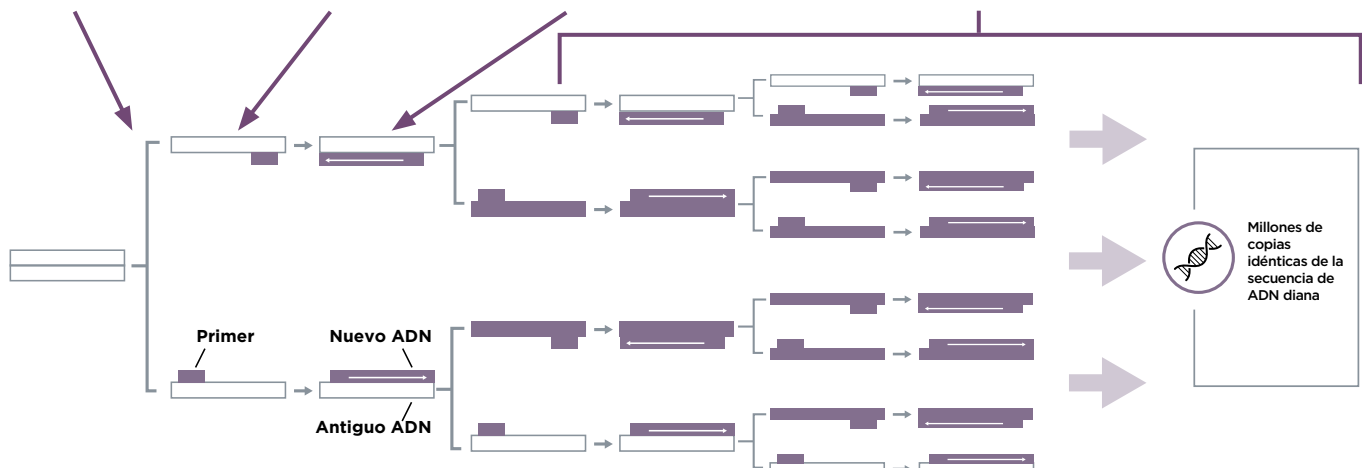 Primer
Nuevo ADN
Antiguo ADN
Millones de
copias
idénticas de la
secuencia de
ADN diana